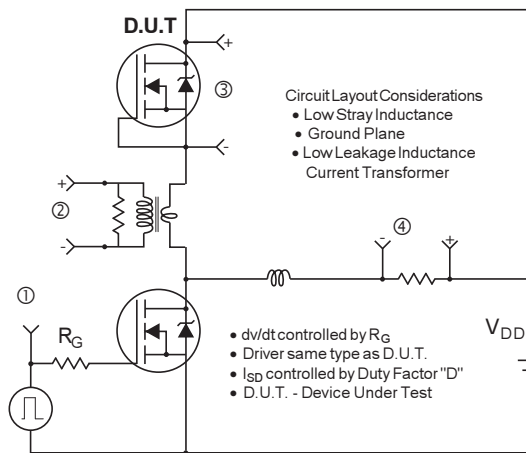 D.U.T
+
③
-
Circuit Layout Considerations
• Low Stray Inductance
• Ground Plane
• Low Leakage Inductance
Current Transformer
+
②
-
④
- +
①
RG
VDD
• dv/dt controlled by RG
• Driver same type as D.U.T.
• ISD controlled by Duty Factor "D"
• D.U.T. - Device Under Test